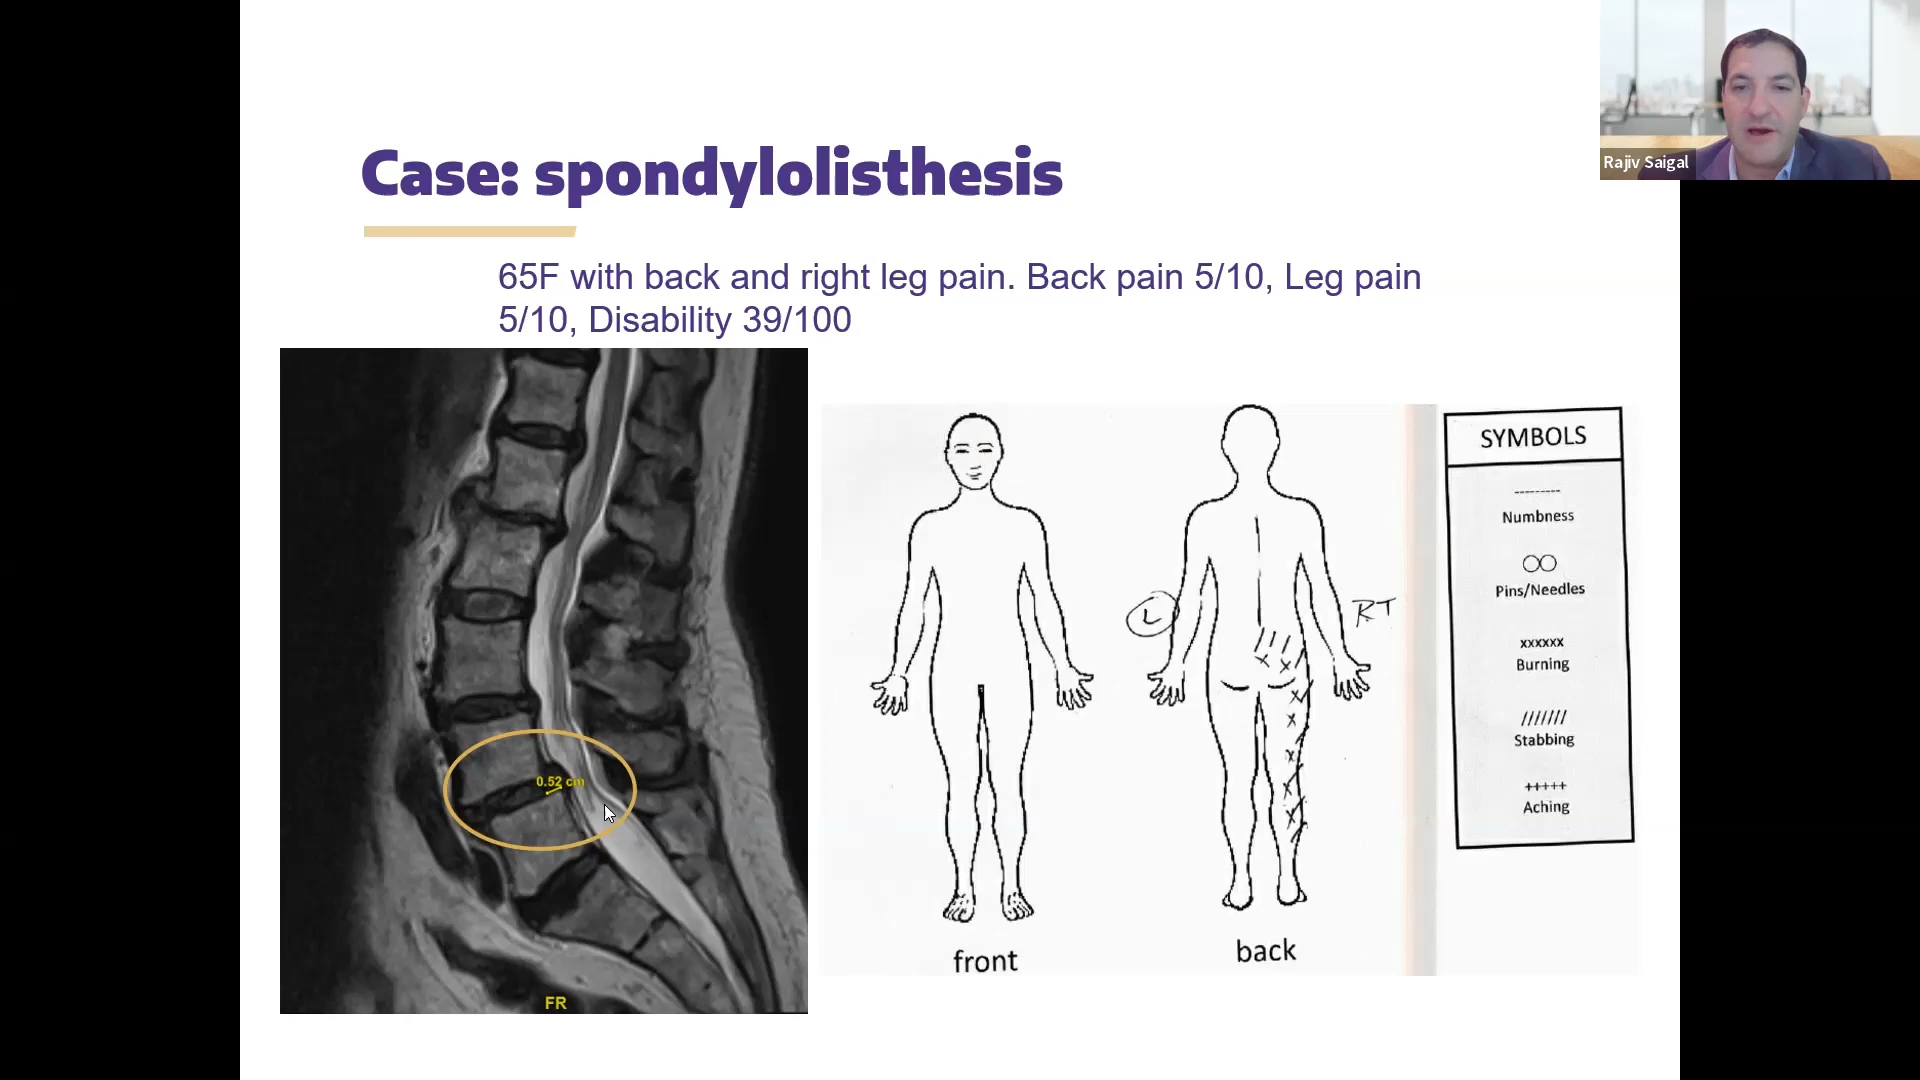 Case: spondylolisthesis
Rajiv Saigal
65F with back and right leg pain. Back pain 5/10, Leg pain
5/10, Disability 39/100
0.52 cm
FR
L
RT
front
back
SYMBOLS
---------
Numbness
Pins/Needles
xxxxxx
Burning
///////
Stabbing
+++++
Aching